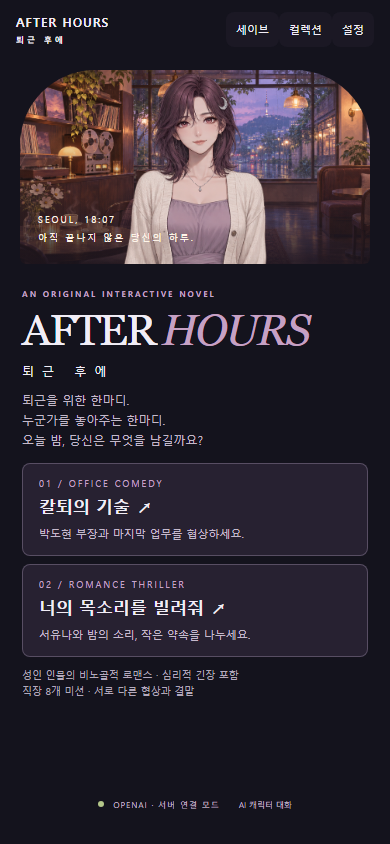 AFTER HOURS
퇴근 후에
세이브 컬렉션 설정
SEOUL, 18:07
아직 끝나지 않은 당신의 하루.
AN ORIGINAL INTERACTIVE NOVEL
AFTER HOURS
퇴근 후에
퇴근을 위한 한마디.
누군가를 놓아주는 한마디.
오늘 밤, 당신은 무엇을 남길까요?
01 / OFFICE COMEDY
칼퇴의 기술 ↗
박도현 부장과 마지막 업무를 협상하세요.
02 / ROMANCE THRILLER
너의 목소리를 빌려줘 ↗
서유나와 밤의 소리, 작은 약속을 나누세요.
성인 인물의 비노골적 로맨스 · 심리적 긴장 포함
직장 8개 미션 · 서로 다른 협상과 결말
OPENAI · 서버 연결 모드 AI 캐릭터 대화